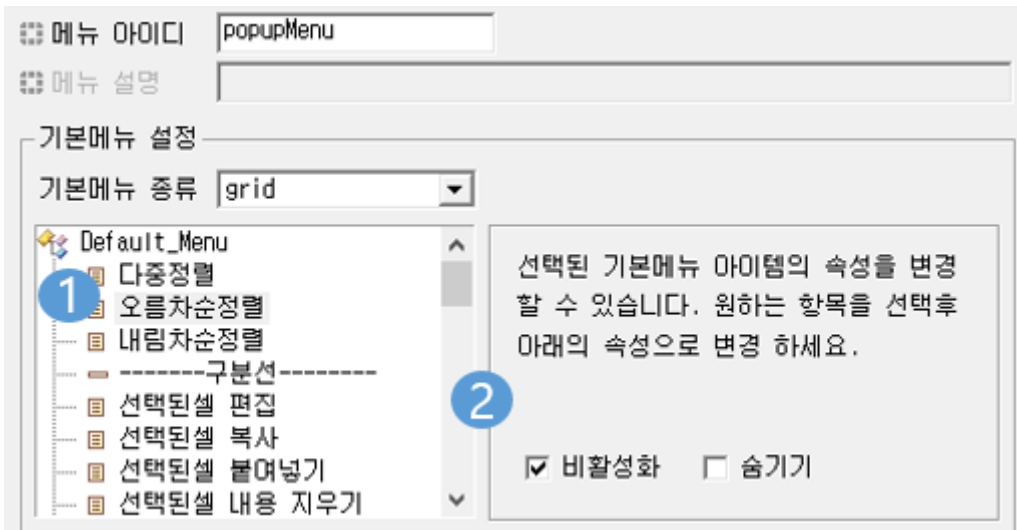 메뉴 아이디 popupMenu
메뉴 설명
기본메뉴 설정
기본메뉴 종류 grid
Default_Menu
다중정렬
1
오름차순정렬
내림차순정렬
-------구분선--------
선택된셀 편집
선택된셀 복사
선택된셀 붙여넣기
선택된셀 내용 지우기
선택된 기본메뉴 아이템의 속성을 변경
할 수 있습니다. 원하는 항목을 선택후
아래의 속성으로 변경 하세요.
2
비활성화 숨기기